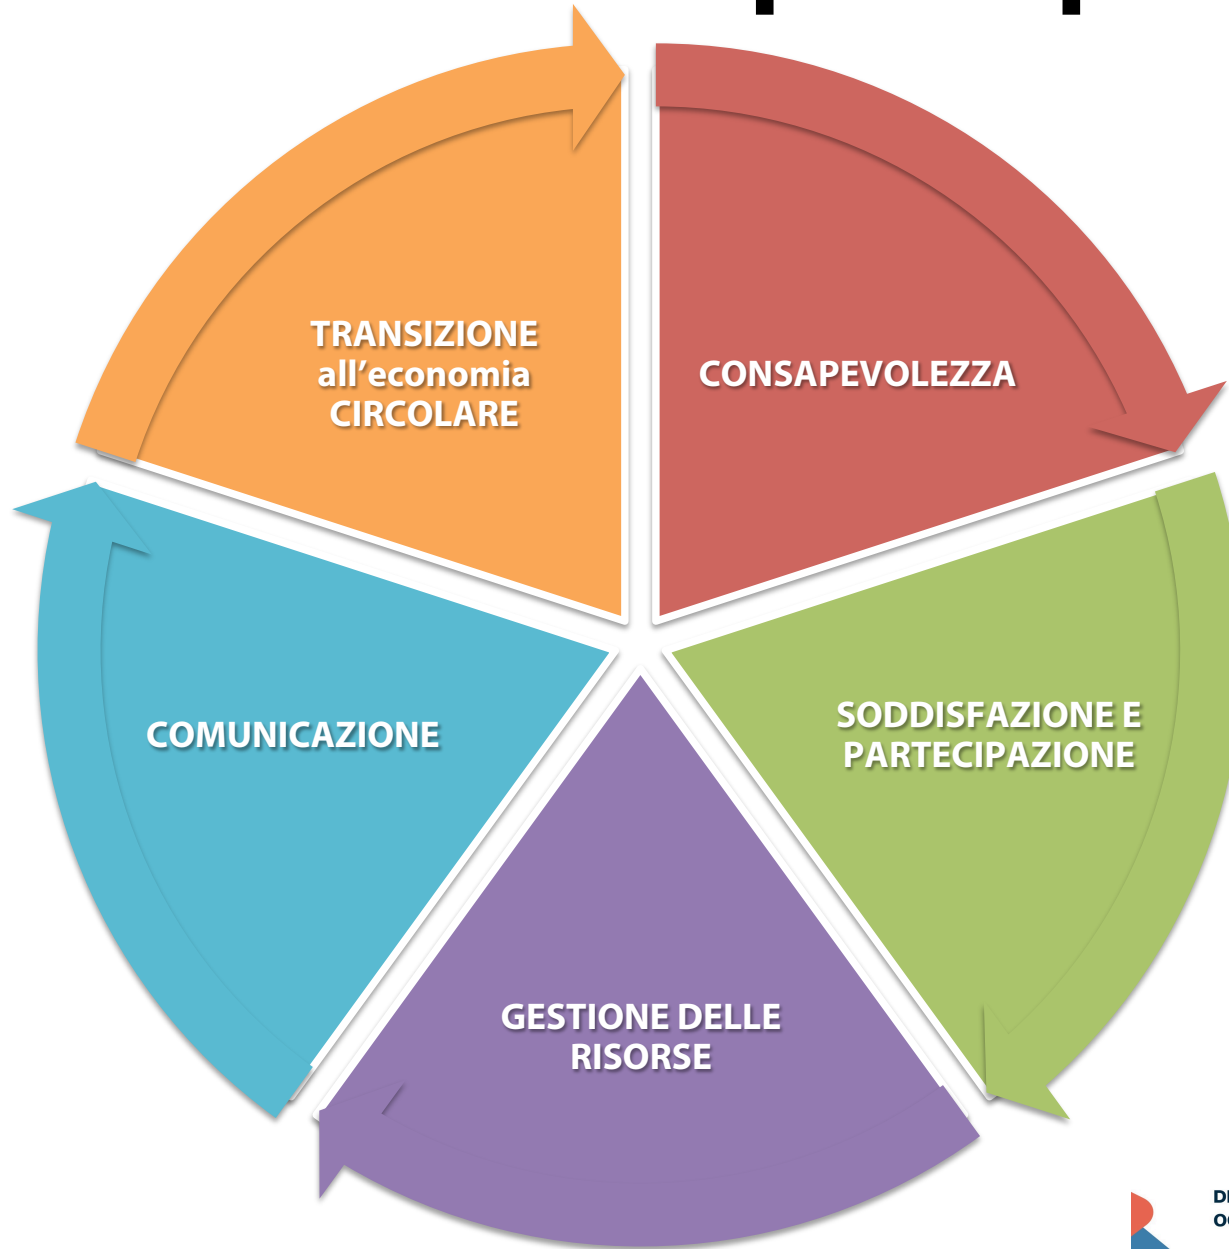 TRANSIZIONE
all’economia
CIRCOLARE
CONSAPEVOLEZZA
SODDISFAZIONE E
PARTECIPAZIONE
GESTIONE DELLE
RISORSE
COMUNICAZIONE